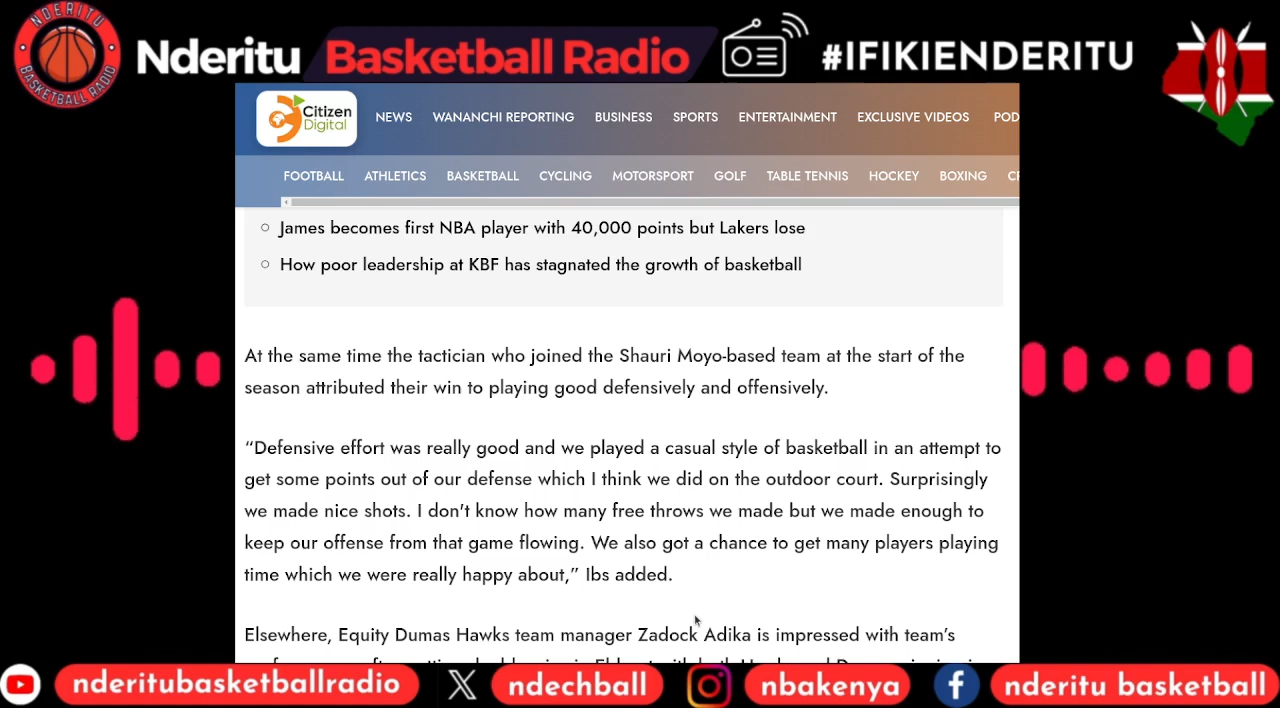 NDERITU
BASKETBALL RADIO
Nderitu Basketball Radio
#IFIKIENDERITU
Citizen
Digital
NEWS WANANCHI REPORTING BUSINESS SPORTS ENTERTAINMENT EXCLUSIVE VIDEOS POD
FOOTBALL ATHLETICS BASKETBALL CYCLING MOTORSPORT GOLF TABLE TENNIS HOCKEY BOXING
James becomes first NBA player with 40,000 points but Lakers lose
How poor leadership at KBF has stagnated the growth of basketball
At the same time the tactician who joined the Shauri Moyo-based team at the start of the
season attributed their win to playing good defensively and offensively.
“Defensive effort was really good and we played a casual style of basketball in an attempt to
get some points out of our defense which I think we did on the outdoor court. Surprisingly
we made nice shots. I don't know how many free throws we made but we made enough to
keep our offense from that game flowing. We also got a chance to get many players playing
time which we were really happy about,” Ibs added.
Elsewhere, Equity Dumas Hawks team manager Zadock Adika is impressed with team’s
nderitubasketballradio ndechball nbakenya nderitu basketball